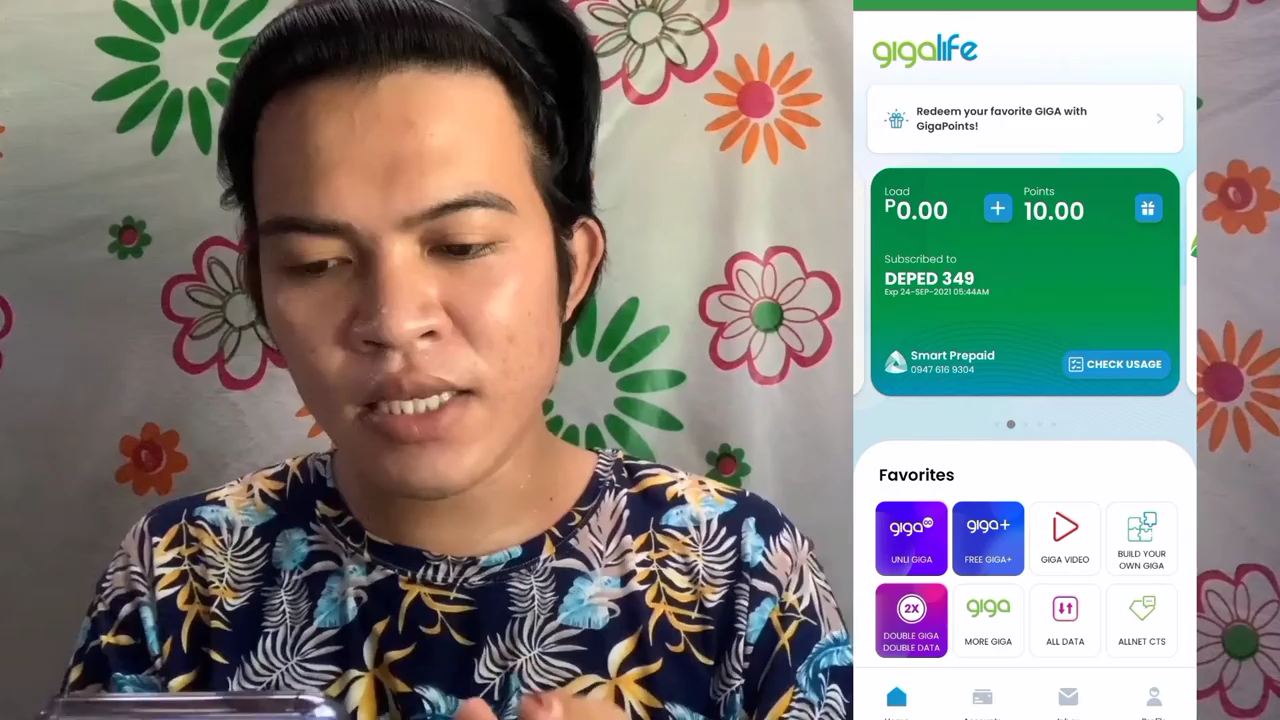 gigalife
Redeem your favorite GIGA with
GigaPoints!
Load
₱0.00
Points
10.00
Subscribed to
DEPED 349
Exp 24-SEP-2021 05:44AM
Smart Prepaid
0947 616 9304
CHECK USAGE
Favorites
giga
UNLI GIGA
giga+
FREE GIGA+
GIGA VIDEO
BUILD YOUR
OWN GIGA
2X
DOUBLE GIGA
DOUBLE DATA
giga
MORE GIGA
ALL DATA
ALLNET CTS